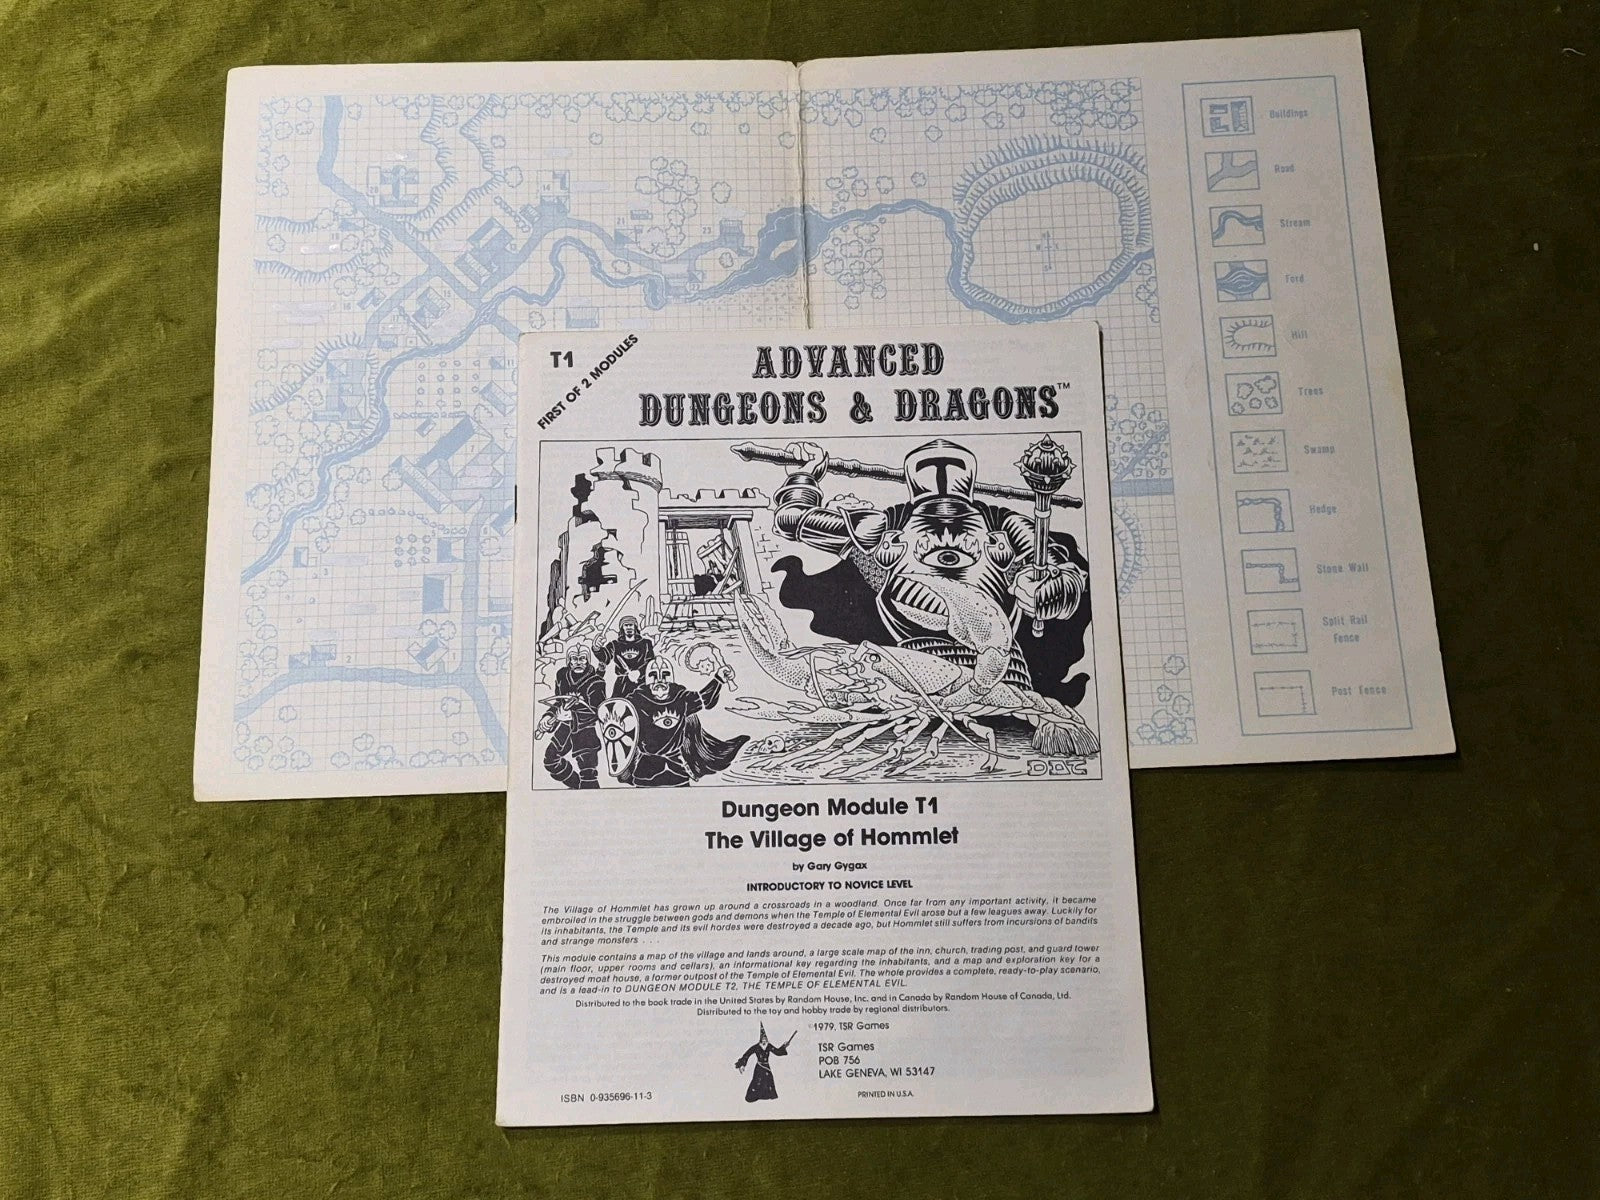 Buildings
Road
Stream
Ford
Hill
Trees
Swamp
Hedge
Stone Wall
Split Rail
Fence
Post Fence
T1
FIRST OF 2 MODULES
ADVANCED
DUNGEONS & DRAGONS™
DAT
Dungeon Module T1
The Village of Hommlet
by Gary Gygax
INTRODUCTORY TO NOVICE LEVEL
The Village of Hommlet has grown up around a crossroads in a woodland. Once far from any important activity, it became
embroiled in the struggle between gods and demons when the Temple of Elemental Evil arose but a few leagues away. Luckily for
its inhabitants, the Temple and its evil hordes were destroyed a decade ago, but Hommlet still suffers from incursions of bandits
and strange monsters . . .
This module contains a map of the village and lands around, a large scale map of the inn, church, trading post, and guard tower
(main floor, upper rooms and cellars), an informational key regarding the inhabitants, and a map and exploration key for a
destroyed moat house, a former outpost of the Temple of Elemental Evil. The whole provides a complete, ready-to-play scenario,
and is a lead-in to DUNGEON MODULE T2, THE TEMPLE OF ELEMENTAL EVIL.
Distributed to the book trade in the United States by Random House, Inc. and in Canada by Random House of Canada, Ltd.
Distributed to the toy and hobby trade by regional distributors.
©1979, TSR Games
TSR Games
POB 756
LAKE GENEVA, WI 53147
ISBN 0-935696-11-3
PRINTED IN U.S.A.